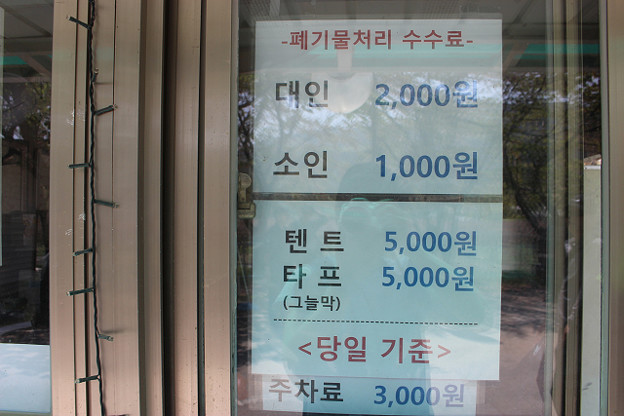 -폐기물처리 수수료-
대인 2,000원
소인 1,000원
텐트 5,000원
타프 5,000원
(그늘막)
<당일 기준>
주차료 3,000원